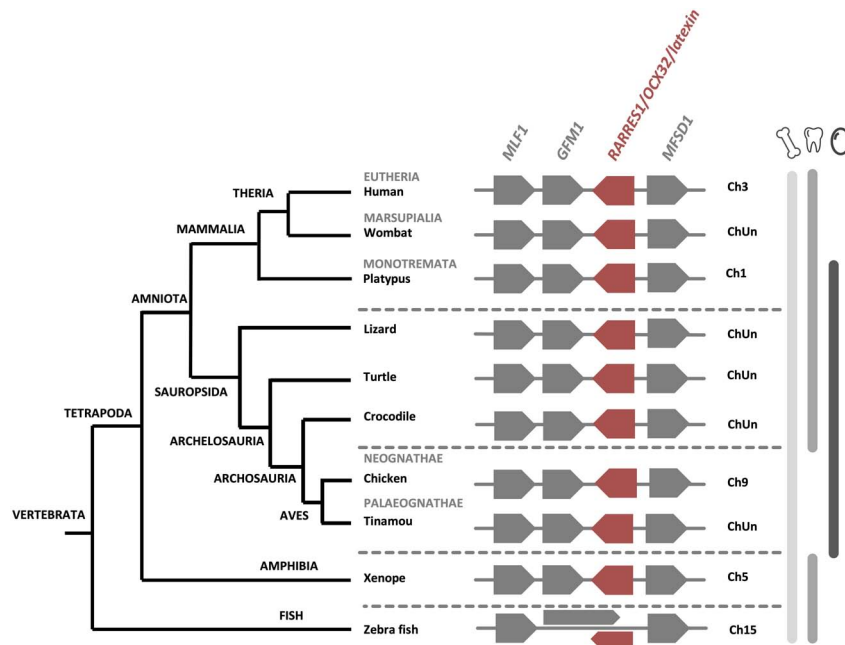 MLF1
GFM1
RARRES1/OCX32/latexin
MFSD1
EUTHERIA
THERIA
Human
Ch3
MARSUPIALIA
MAMMALIA
Wombat
ChUn
MONOTREMATA
Platypus
Ch1
AMNIOTA
Lizard
ChUn
Turtle
ChUn
SAUROPSIDA
TETRAPODA
Crocodile
ChUn
ARCHELOSAURIA
NEOGNATHAE
ARCHOSAURIA
Chicken
Ch9
PALAEOGNATHAE
AVES
Tinamou
ChUn
VERTEBRATA
AMPHIBIA
Xenope
Ch5
FISH
Zebra fish
Ch15